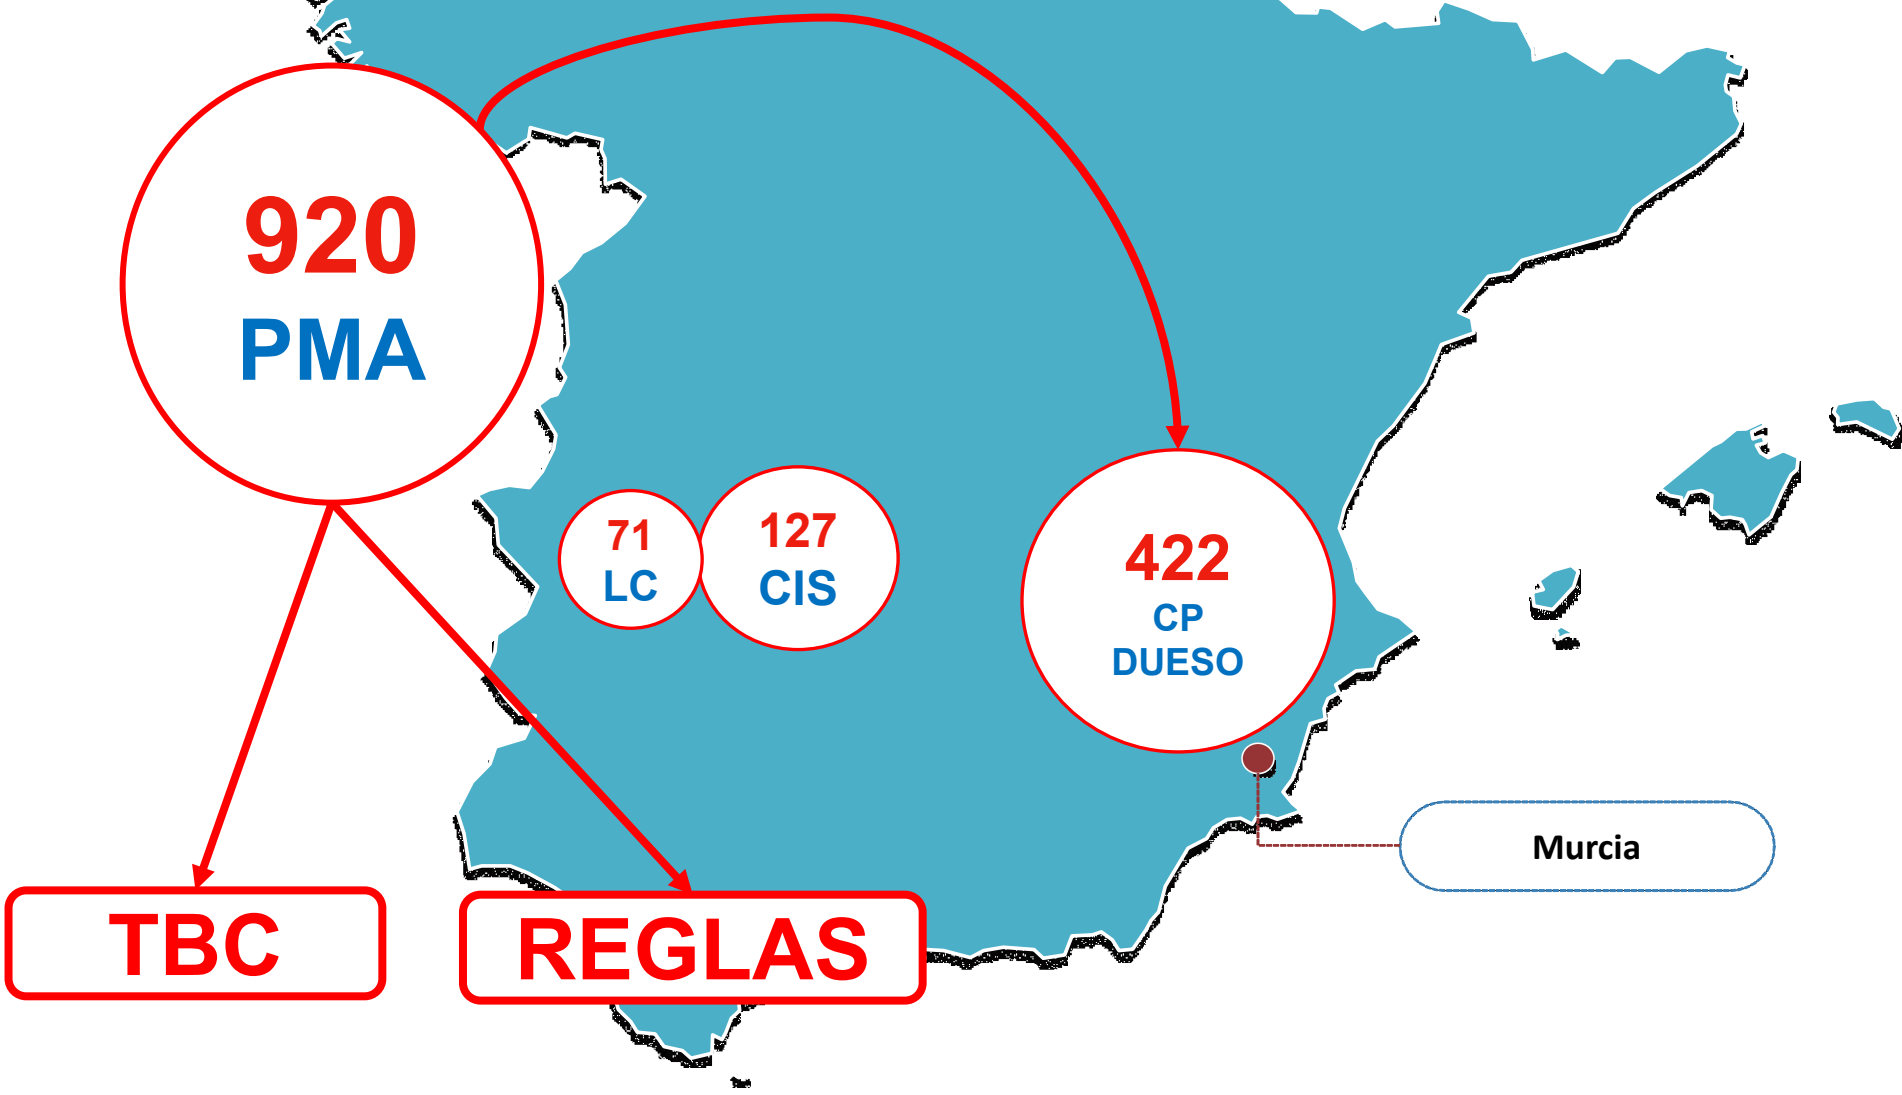 920
PMA
71
LC
127
CIS
422
CP
DUESO
Murcia
TBC
REGLAS